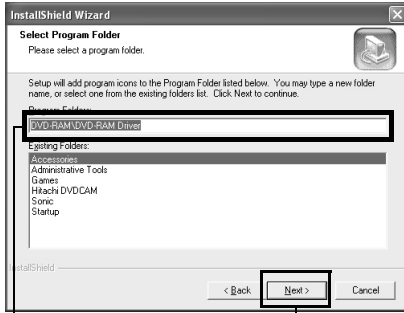 InstallShield Wizard
Select Program Folder
Please select a program folder.
Setup will add program icons to the Program Folder listed below. You may type a new folder
name, or select one from the existing folders list. Click Next to continue.
Program Folders:
DVD-RAM\DVD-RAM Driver
Existing Folders:
Accessories
Administrative Tools
Games
Hitachi DVDCAM
Sonic
Startup
InstallShield
< Back Next > Cancel